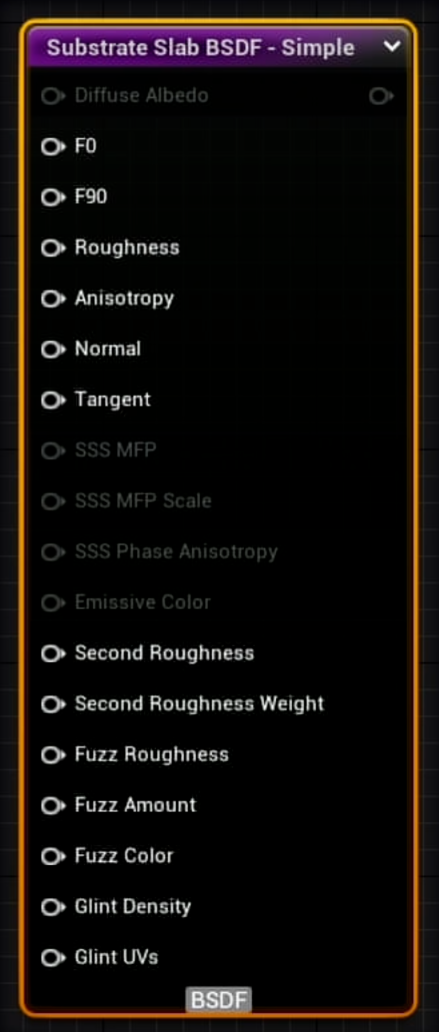 Substrate Slab BSDF - Simple
Diffuse Albedo
F0
F90
Roughness
Anisotropy
Normal
Tangent
SSS MFP
SSS MFP Scale
SSS Phase Anisotropy
Emissive Color
Second Roughness
Second Roughness Weight
Fuzz Roughness
Fuzz Amount
Fuzz Color
Glint Density
Glint UVs
BSDF